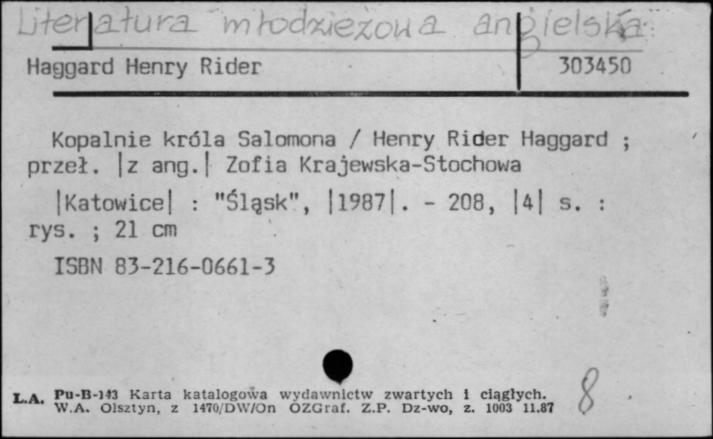 Literatura młodzieżowa angielska
Haggard Henry Rider 303450
Kopalnie króla Salomona / Henry Rider Haggard ;
przeł. |z ang.| Zofia Krajewska-Stochowa
|Katowice| : "Śląsk", |1987|. - 208, |4| s. :
rys. ; 21 cm
ISBN 83-216-0661-3
8
L.A. Pu-B-143 Karta katalogowa wydawnictw zwartych i ciągłych.
W.A. Olsztyn, z 1470/DW/On OZGraf. Z.P. Dz-wo, z. 1003 11.87